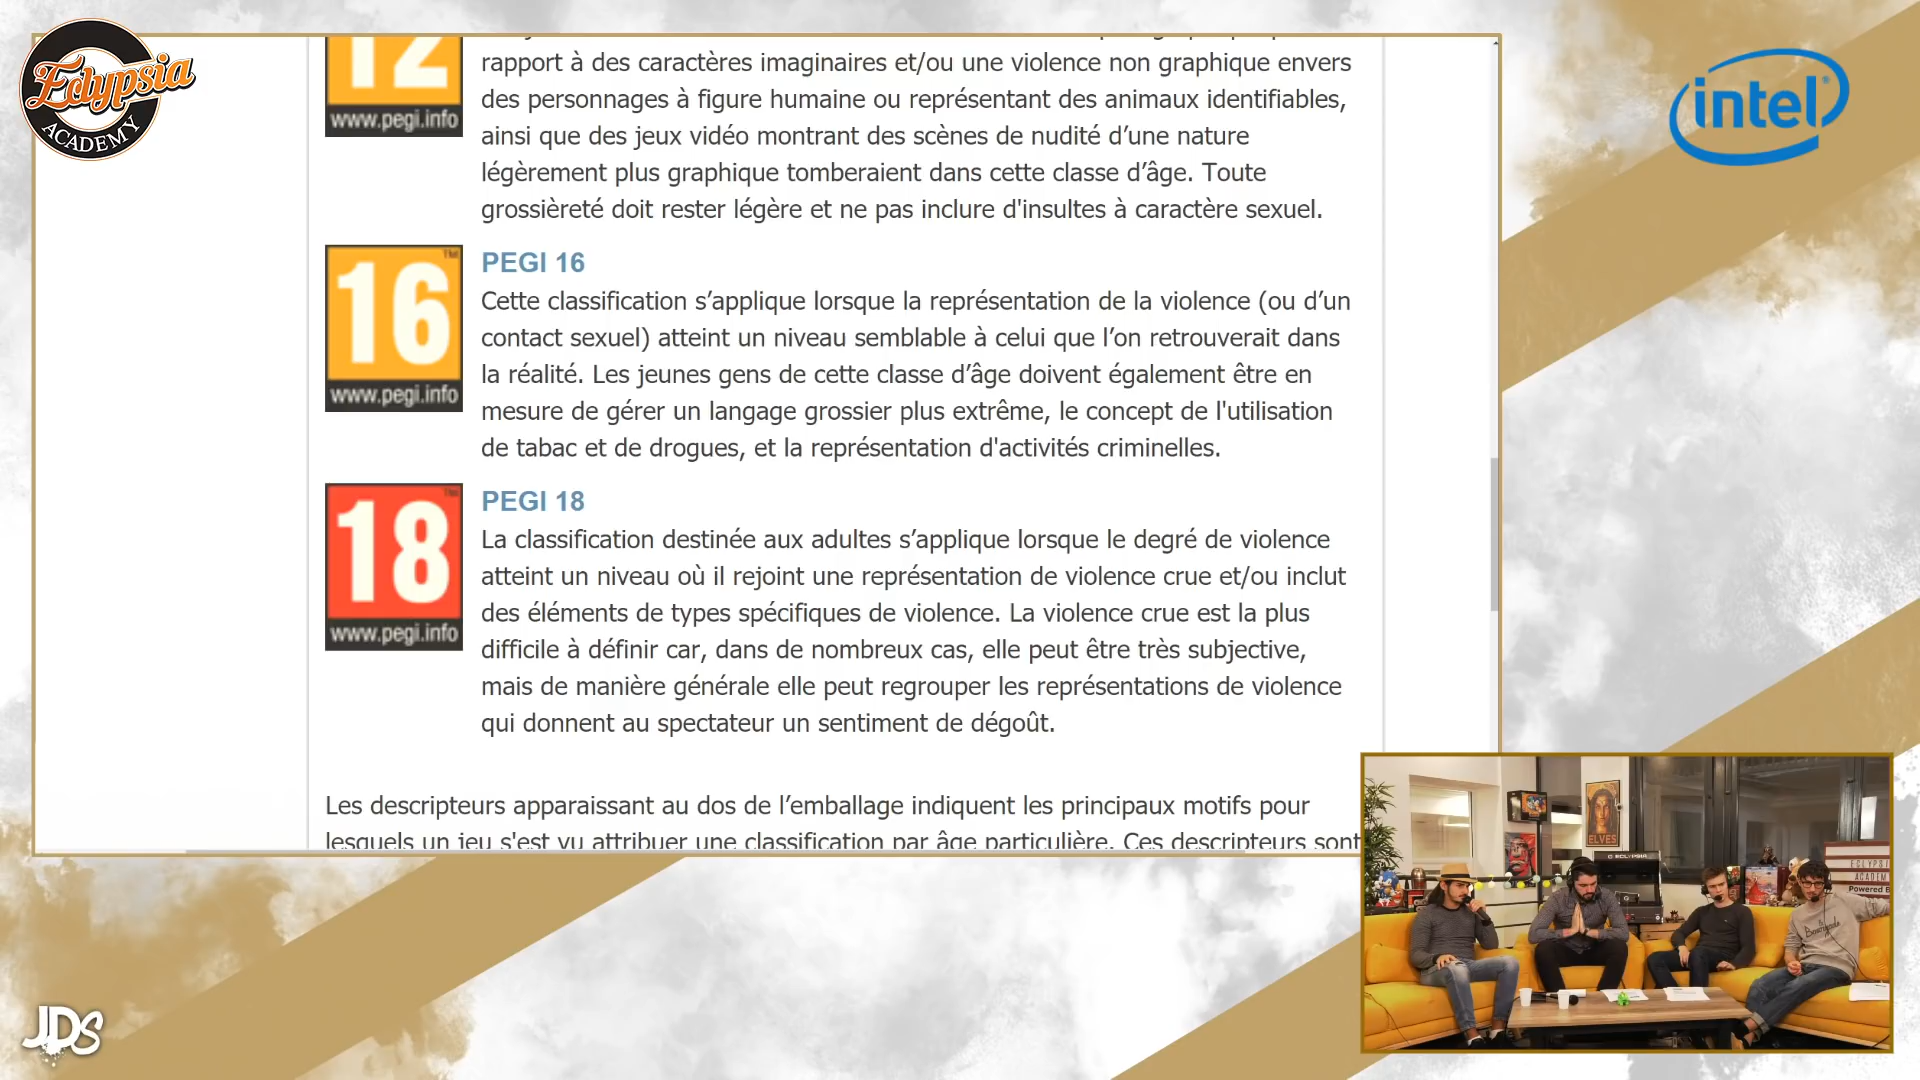 Eclypsia
ACADEMY
intel
12
www.pegi.info
rapport à des caractères imaginaires et/ou une violence non graphique envers
des personnages à figure humaine ou représentant des animaux identifiables,
ainsi que des jeux vidéo montrant des scènes de nudité d’une nature
légèrement plus graphique tomberaient dans cette classe d’âge. Toute
grossièreté doit rester légère et ne pas inclure d'insultes à caractère sexuel.
16
www.pegi.info
PEGI 16
Cette classification s’applique lorsque la représentation de la violence (ou d’un
contact sexuel) atteint un niveau semblable à celui que l’on retrouverait dans
la réalité. Les jeunes gens de cette classe d’âge doivent également être en
mesure de gérer un langage grossier plus extrême, le concept de l'utilisation
de tabac et de drogues, et la représentation d'activités criminelles.
18
www.pegi.info
PEGI 18
La classification destinée aux adultes s’applique lorsque le degré de violence
atteint un niveau où il rejoint une représentation de violence crue et/ou inclut
des éléments de types spécifiques de violence. La violence crue est la plus
difficile à définir car, dans de nombreux cas, elle peut être très subjective,
mais de manière générale elle peut regrouper les représentations de violence
qui donnent au spectateur un sentiment de dégoût.
Les descripteurs apparaissant au dos de l’emballage indiquent les principaux motifs pour
lesquels un jeu s'est vu attribuer une classification par âge particulière. Ces descripteurs sont
ELVES
ECLYPSIA
ECLYPSI
ACADEM
Powered B
JDS